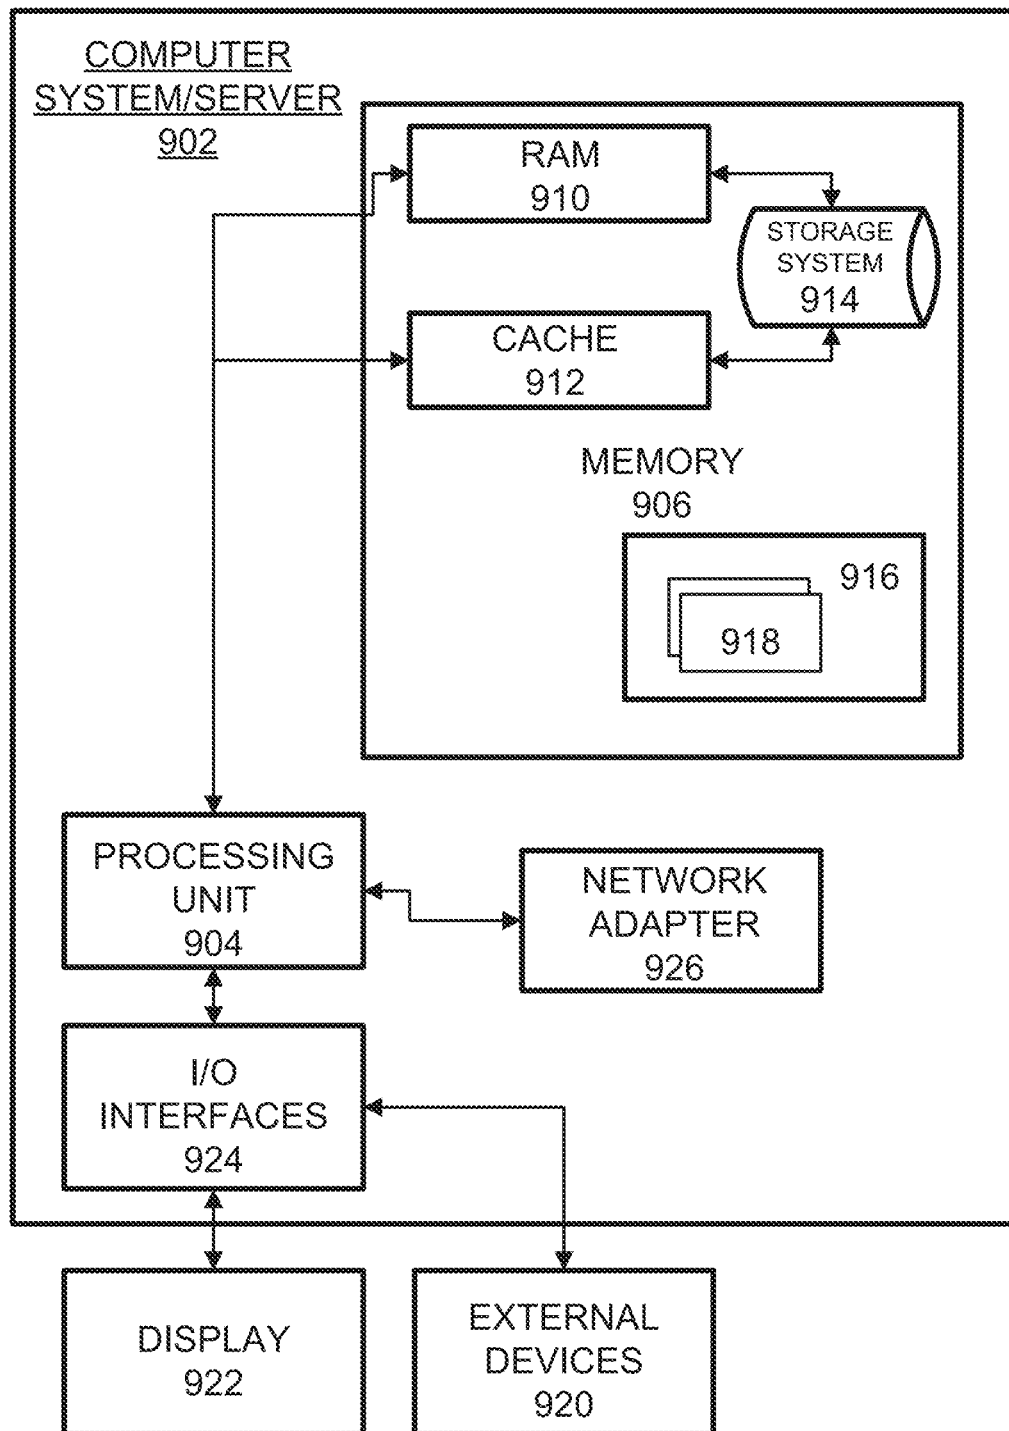 COMPUTER
SYSTEM/SERVER
902
RAM
910
STORAGE
SYSTEM
914
CACHE
912
MEMORY
906
916
918
PROCESSING
UNIT
904
NETWORK
ADAPTER
926
I/O
INTERFACES
924
DISPLAY
922
EXTERNAL
DEVICES
920